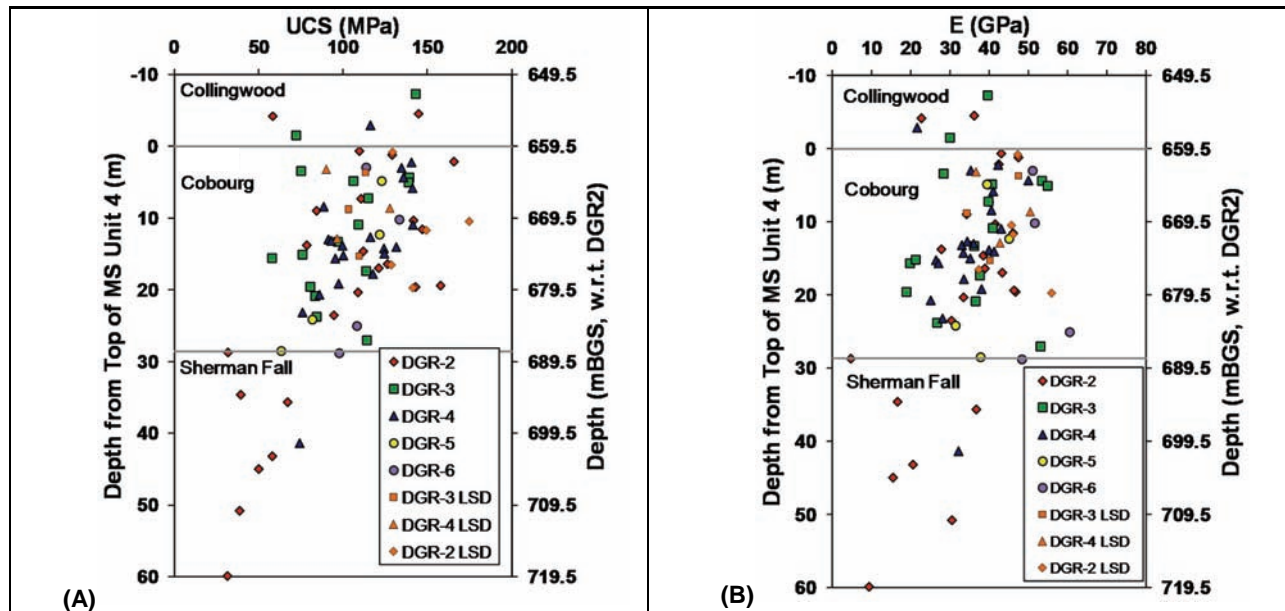 UCS (MPa)
0 50 100 150 200
-10
0
10
20
30
40
50
60
Depth from Top of MS Unit 4 (m)
Collingwood
Cobourg
Sherman Fall
DGR-2
DGR-3
DGR-4
DGR-5
DGR-6
DGR-3 LSD
DGR-4 LSD
DGR-2 LSD
649.5
659.5
669.5
679.5
689.5
699.5
709.5
719.5
Depth (mBGS, w.r.t. DGR2)
(A)
E (GPa)
0 10 20 30 40 50 60 70 80
-10
0
10
20
30
40
50
60
Depth from Top of MS Unit 4 (m)
Collingwood
Cobourg
Sherman Fall
DGR-2
DGR-3
DGR-4
DGR-5
DGR-6
DGR-3 LSD
DGR-4 LSD
DGR-2 LSD
649.5
659.5
669.5
679.5
689.5
699.5
709.5
719.5
Depth (mBGS, w.r.t. DGR2)
(B)